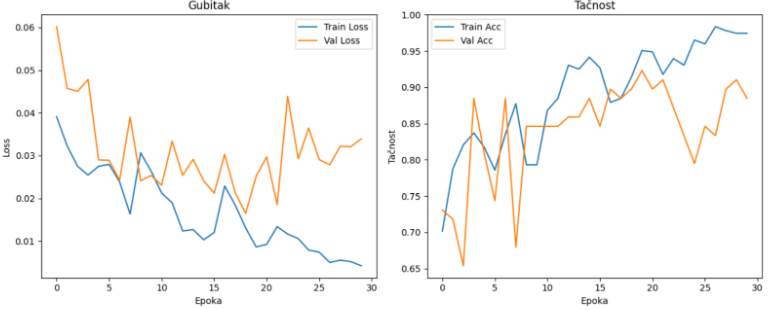 Gubitak
Train Loss
Val Loss
0.06
0.05
0.04
0.03
0.02
0.01
Loss
0 5 10 15 20 25 30
Epoka
Tačnost
Train Acc
Val Acc
1.00
0.95
0.90
0.85
0.80
0.75
0.70
0.65
Tačnost
0 5 10 15 20 25 30
Epoka